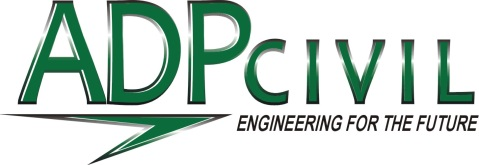 ADPCIVIL
ENGINEERING FOR THE FUTURE